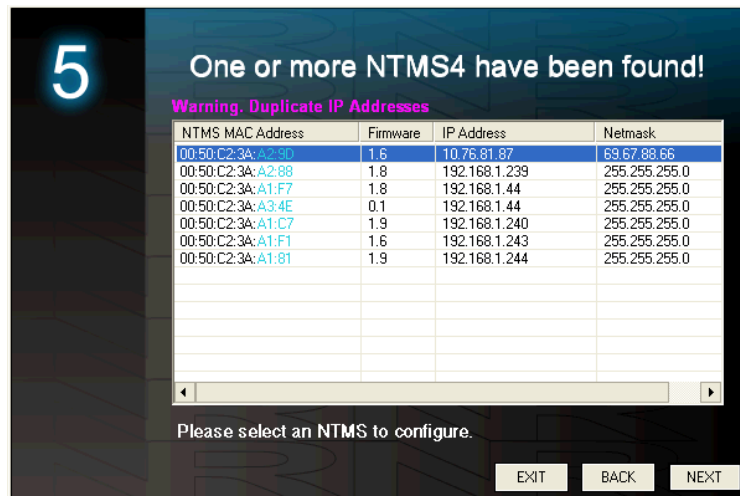 5
One or more NTMS4 have been found!
Warning. Duplicate IP Addresses
NTMS MAC Address Firmware IP Address Netmask
00:50:C2:3A:A2:9D 1.6 10.76.81.87 69.67.88.66
00:50:C2:3A:A2:88 1.8 192.168.1.239 255.255.255.0
00:50:C2:3A:A1:F7 1.8 192.168.1.44 255.255.255.0
00:50:C2:3A:A3:4E 0.1 192.168.1.44 255.255.255.0
00:50:C2:3A:A1:C7 1.9 192.168.1.240 255.255.255.0
00:50:C2:3A:A1:F1 1.6 192.168.1.243 255.255.255.0
00:50:C2:3A:A1:81 1.9 192.168.1.244 255.255.255.0
Please select an NTMS to configure.
EXIT BACK NEXT